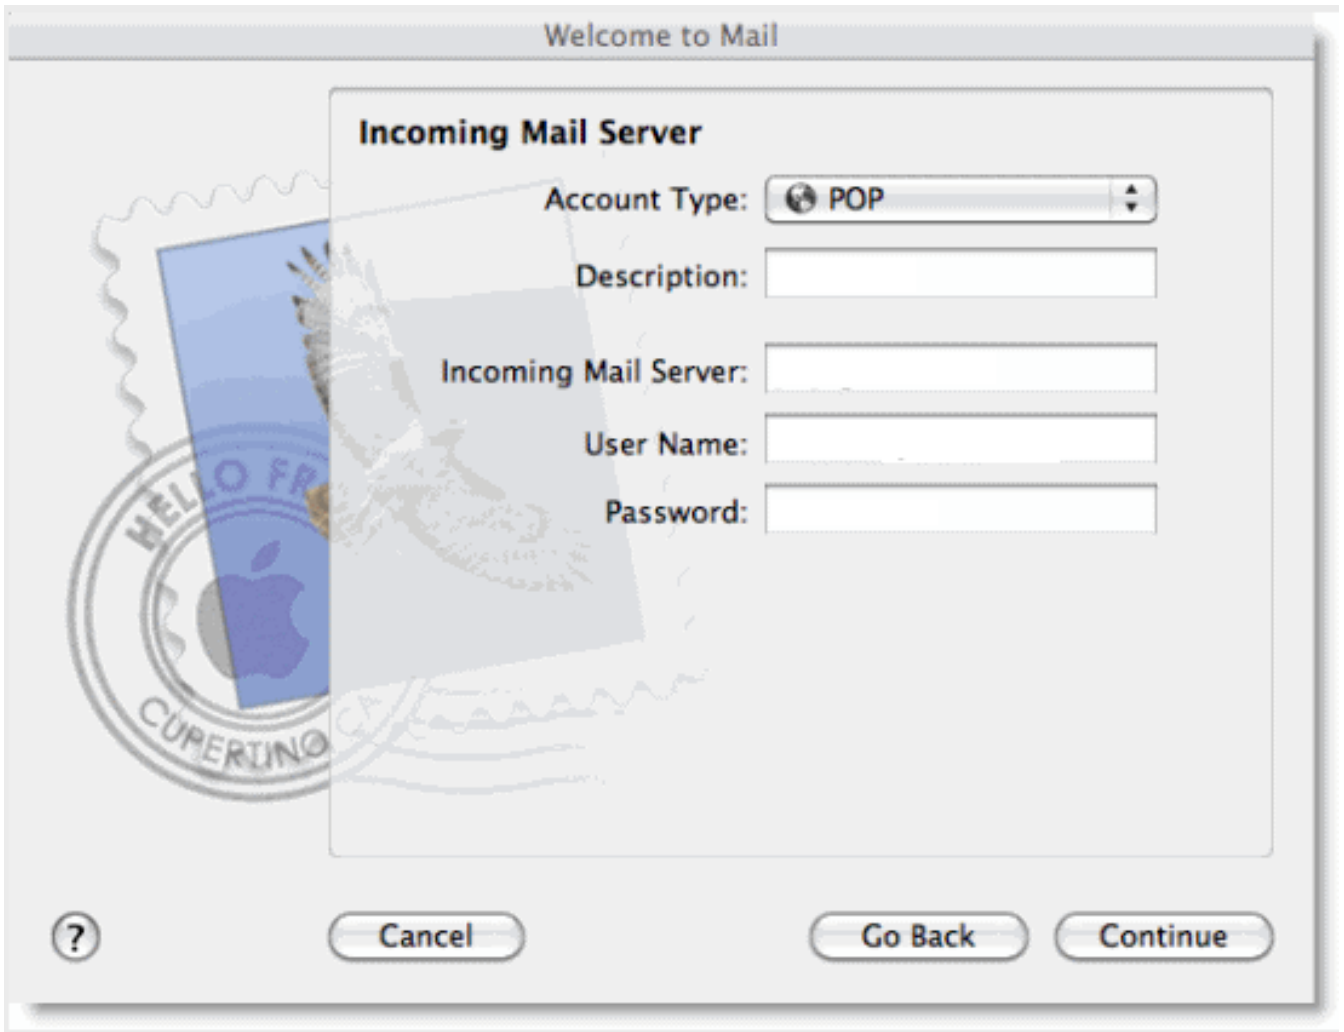 Welcome to Mail
Incoming Mail Server
Account Type: POP
Description:
Incoming Mail Server:
User Name:
Password:
HELLO FR
CUPERTINO CA
?
Cancel
Go Back
Continue